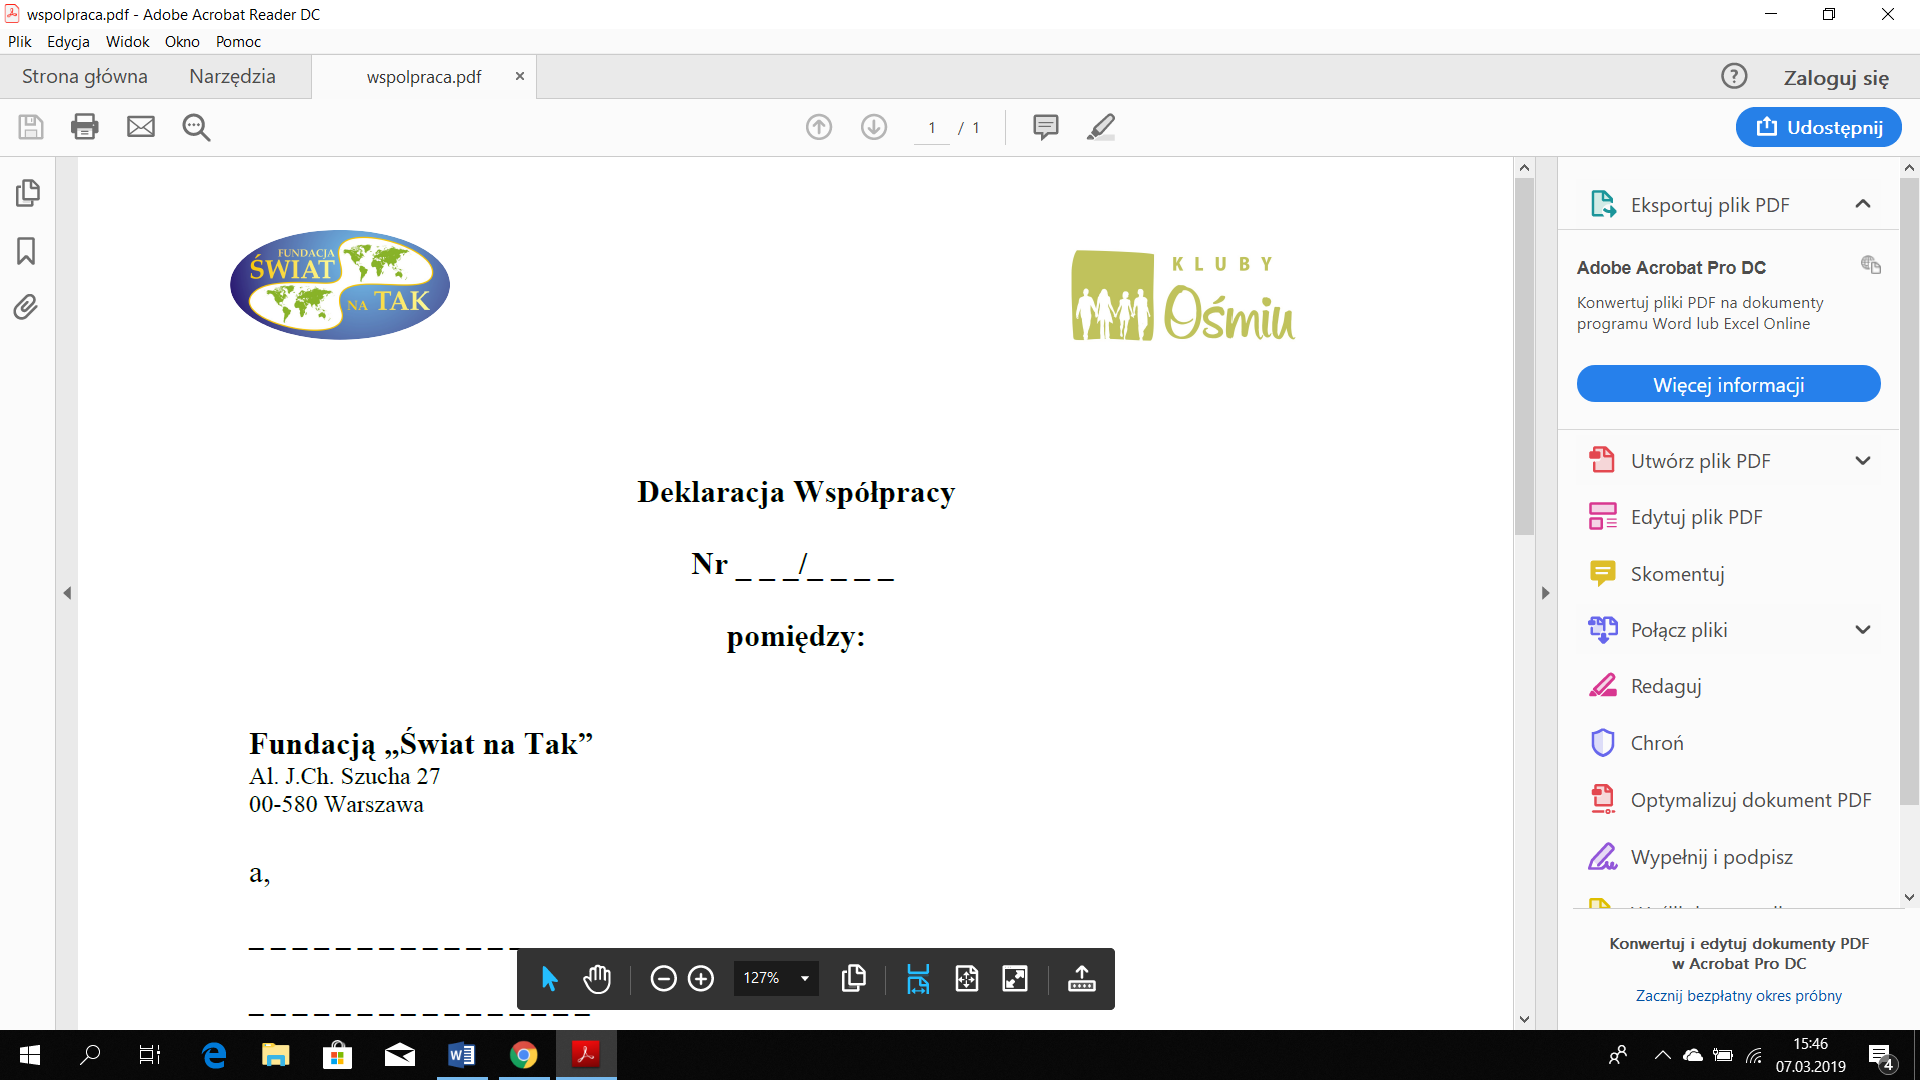 wspolpraca.pdf - Adobe Acrobat Reader DC
Plik Edycja Widok Okno Pomoc
Strona główna Narzędzia wspolpraca.pdf × ? Zaloguj się
1 / 1 Udostępnij
FUNDACJA
ŚWIAT
NA TAK
KLUBY
Ośmiu
Deklaracja Współpracy
Nr _ _ _/_ _ _ _
pomiędzy:
Fundacją „Świat na Tak”
Al. J.Ch. Szucha 27
00-580 Warszawa
a,
_ _ _ _ _ _ _ _ _ _ _ _ _
_ _ _ _ _ _ _ _ _ _ _ _ _ _ _ _
127%
Eksportuj plik PDF
Adobe Acrobat Pro DC
Konwertuj pliki PDF na dokumenty
programu Word lub Excel Online
Więcej informacji
Utwórz plik PDF
Edytuj plik PDF
Skomentuj
Połącz pliki
Redaguj
Chroń
Optymalizuj dokument PDF
Wypełnij i podpisz
Konwertuj i edytuj dokumenty PDF
w Acrobat Pro DC
Zacznij bezpłatny okres próbny
15:46
07.03.2019
4